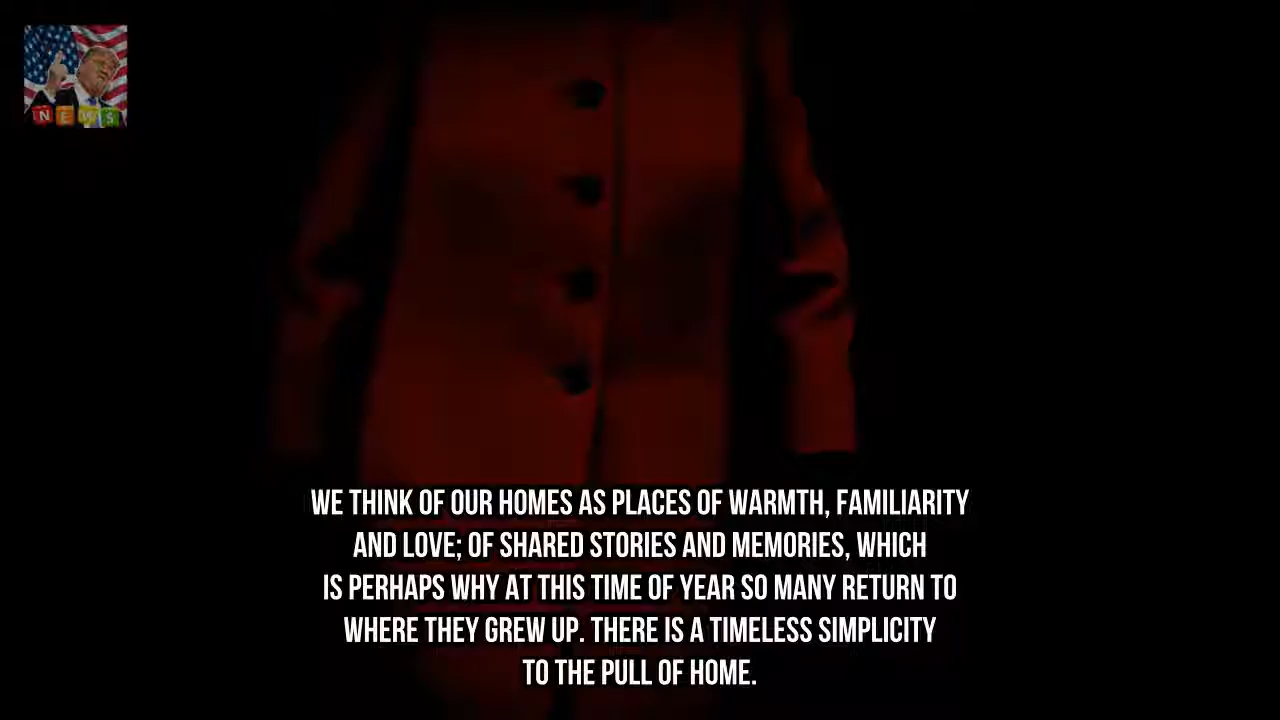 NEWS
WE THINK OF OUR HOMES AS PLACES OF WARMTH, FAMILIARITY
AND LOVE; OF SHARED STORIES AND MEMORIES, WHICH
IS PERHAPS WHY AT THIS TIME OF YEAR SO MANY RETURN TO
WHERE THEY GREW UP. THERE IS A TIMELESS SIMPLICITY
TO THE PULL OF HOME.